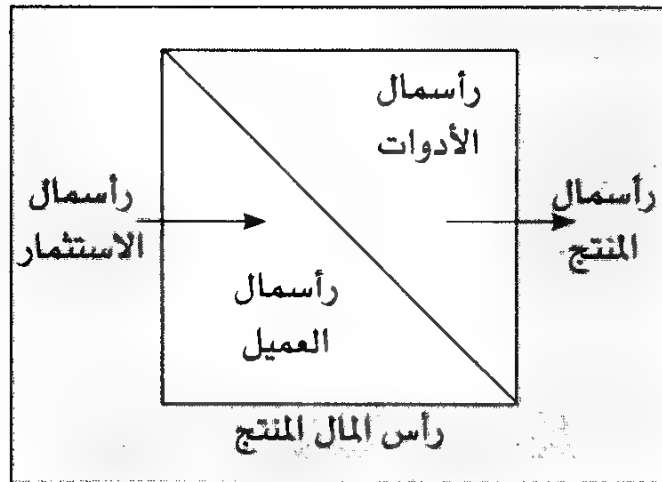 رأسمال
الأدوات
رأسمال
المنتج
رأسمال
الاستثمار
رأسمال
العميل
رأس المال المنتج